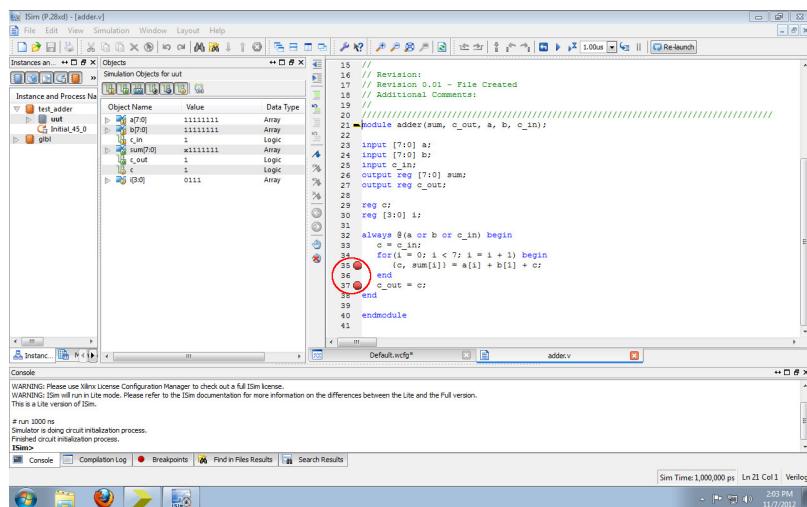 ISim (P.28xd) - [adder.v]
File Edit View Simulation Window Layout Help
1.00us
Re-launch
Instances an...
Objects
Simulation Objects for uut
Instance and Process Na
test_adder
uut
Initial_45_0
glbl
Object Name Value Data Type
a[7:0] 11111111 Array
b[7:0] 11111111 Array
c_in 1 Logic
sum[7:0] x1111111 Array
c_out 1 Logic
c 1 Logic
i[3:0] 0111 Array
15 //
16 // Revision:
17 // Revision 0.01 - File Created
18 // Additional Comments:
19 //
20 //////////////////////////////////////////////////////////////////////////////////
21 module adder(sum, c_out, a, b, c_in);
22
23 input [7:0] a;
24 input [7:0] b;
25 input c_in;
26 output reg [7:0] sum;
27 output reg c_out;
28
29 reg c;
30 reg [3:0] i;
31
32 always @(a or b or c_in) begin
33 c = c_in;
34 for(i = 0; i < 7; i = i + 1) begin
35 {c, sum[i]} = a[i] + b[i] + c;
36 end
37 c_out = c;
38 end
39
40 endmodule
41
Instanc...
Default.wcfg*
adder.v
Console
WARNING: Please use Xilinx License Configuration Manager to check out a full ISim license.
WARNING: ISim will run in Lite mode. Please refer to the ISim documentation for more information on the differences between the Lite and the Full version.
This is a Lite version of ISim.
# run 1000 ns
Simulator is doing circuit initialization process.
Finished circuit initialization process.
ISim>
Console
Compilation Log
Breakpoints
Find in Files Results
Search Results
Sim Time: 1,000,000 ps Ln 21 Col 1 Verilog
2:03 PM
11/7/2012